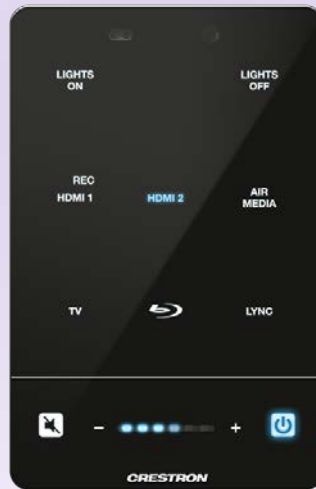 LIGHTS
ON
LIGHTS
OFF
REC
HDMI 1
HDMI 2
AIR
MEDIA
TV
LYNC
- +
CRESTRON